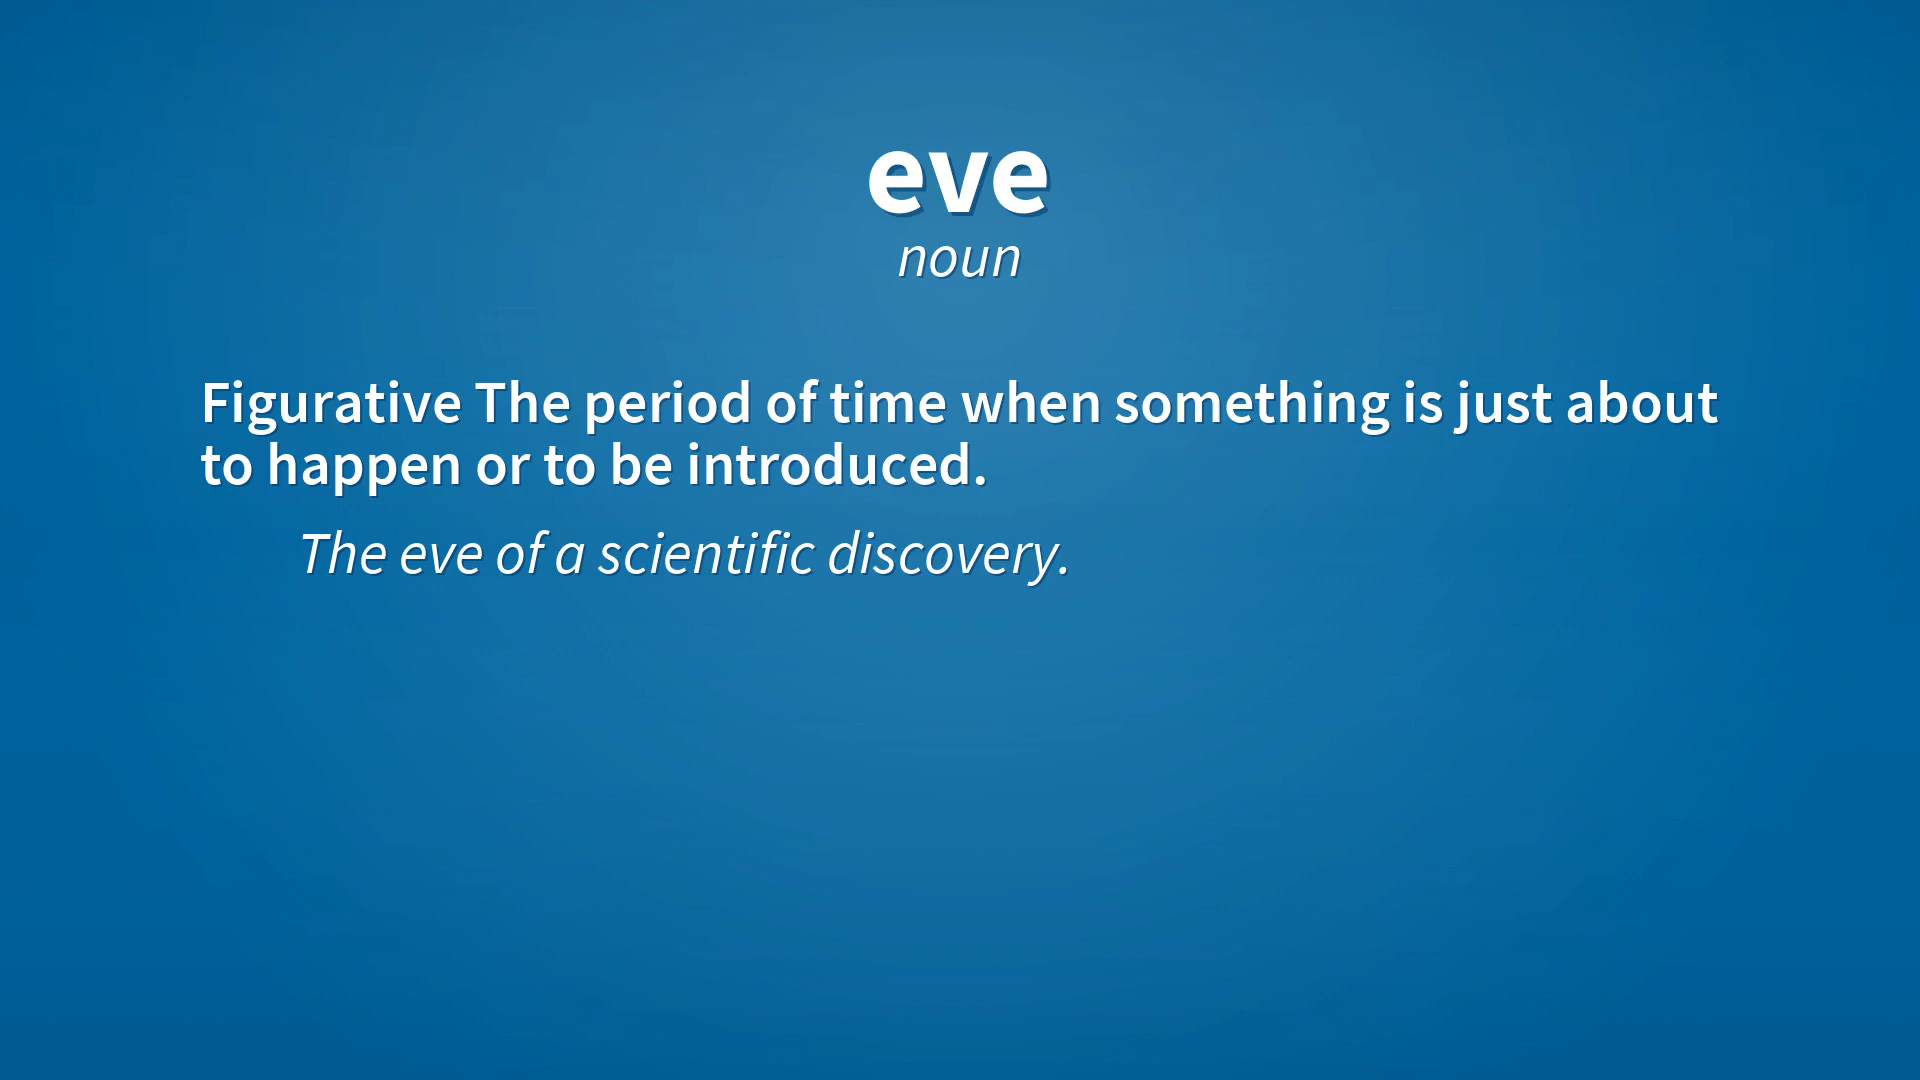 eve
noun
Figurative The period of time when something is just about
to happen or to be introduced.
The eve of a scientific discovery.